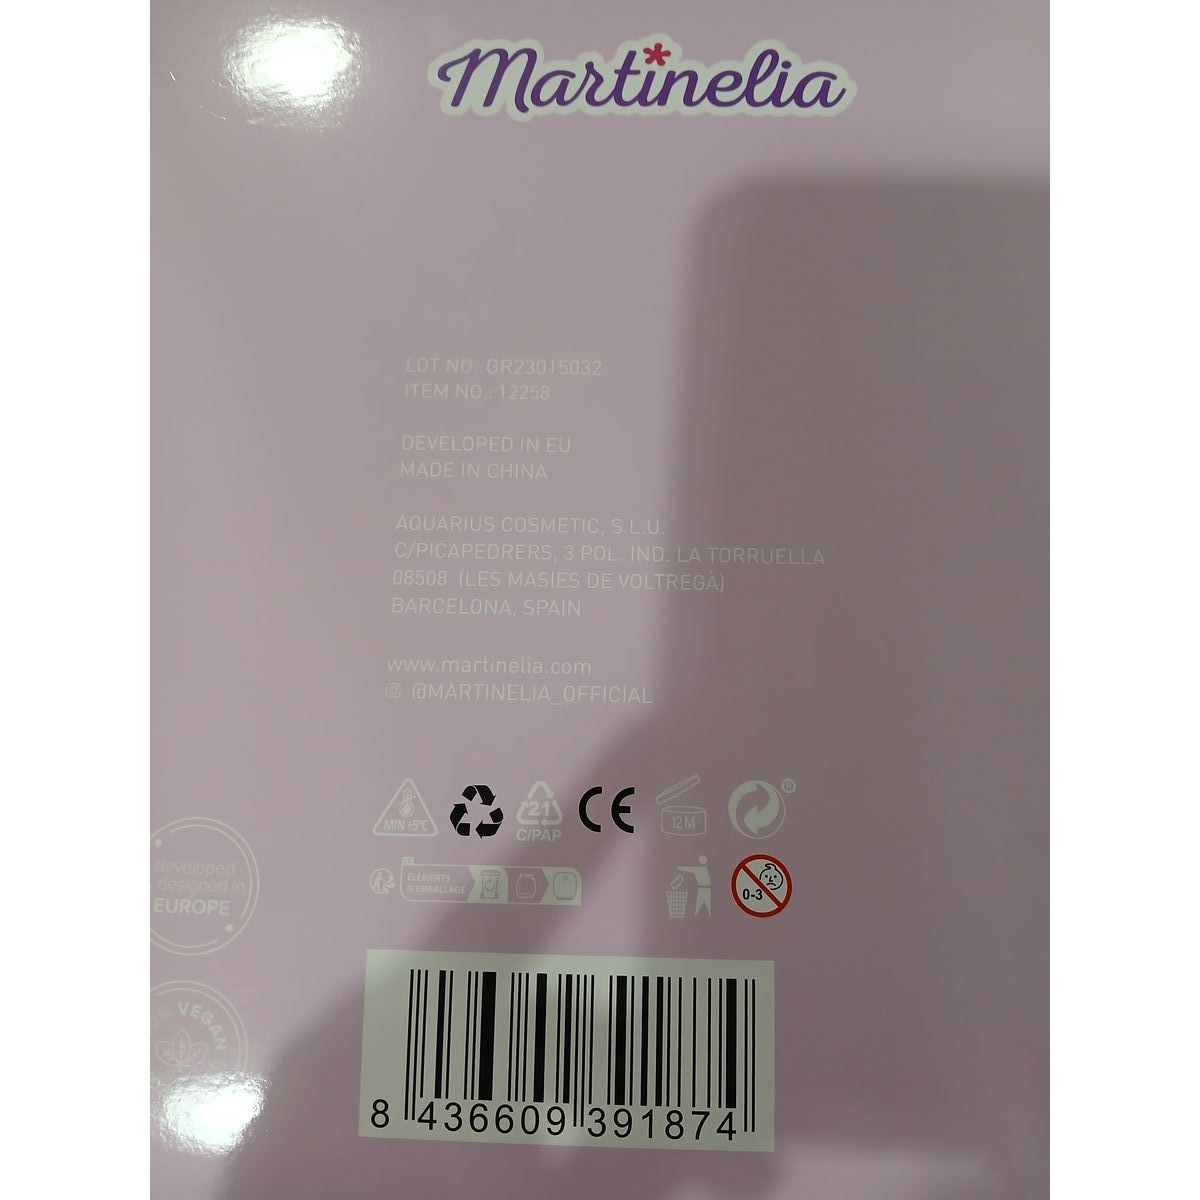 Martinelia
LOT NO.: GR23015032
ITEM NO.: 12258
DEVELOPED IN EU
MADE IN CHINA
AQUARIUS COSMETIC, S.L.U.
C/PICAPEDRERS, 3 POL. IND. LA TORRUELLA
08508 (LES MASIES DE VOLTREGÀ)
BARCELONA, SPAIN
www.martinelia.com
@MARTINELIA_OFFICIAL
MIN +5°C
21
C/PAP
CE
12M
®
ÉLÉMENTS
D'EMBALLAGE
0-3
developed
designed in
EUROPE
VEGAN
8 436609 391874